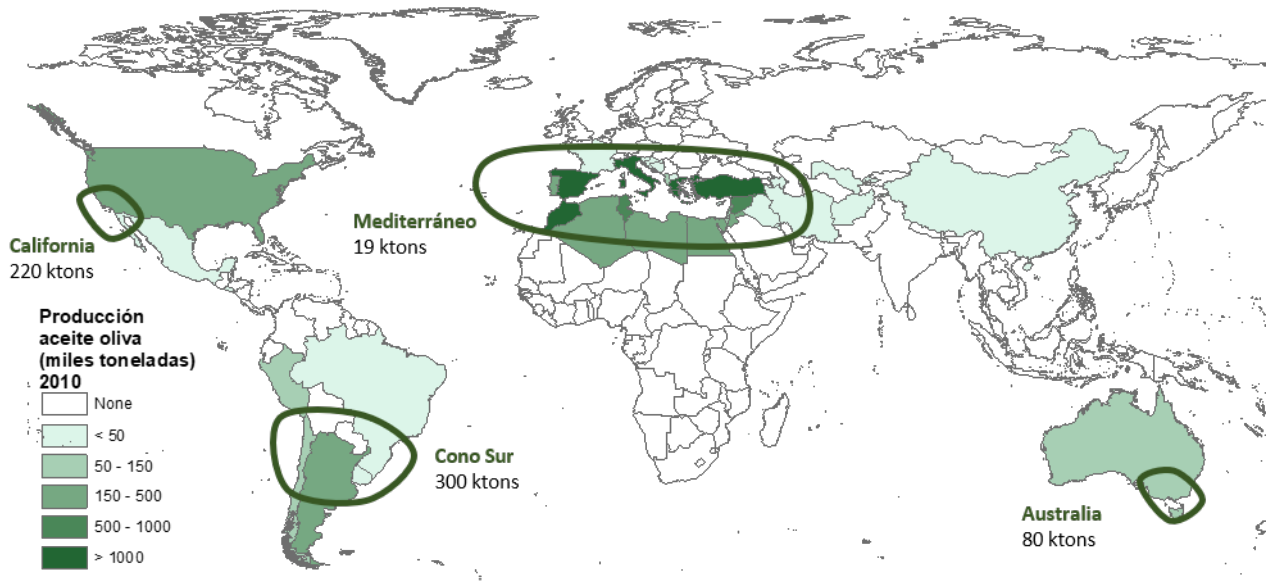 Mediterráneo
19 ktons
California
220 ktons
Producción
aceite oliva
(miles toneladas)
2010
None
< 50
50 - 150
150 - 500
500 - 1000
> 1000
Cono Sur
300 ktons
Australia
80 ktons